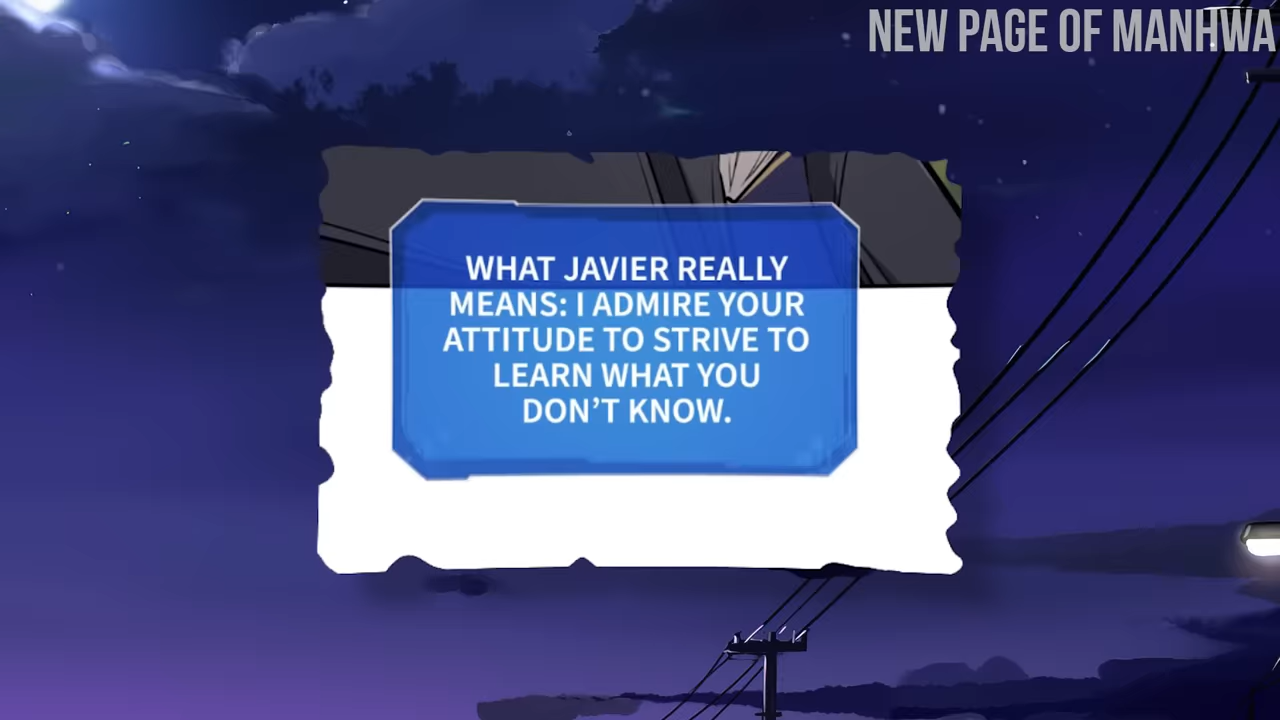 NEW PAGE OF MANHWA
WHAT JAVIER REALLY
MEANS: I ADMIRE YOUR
ATTITUDE TO STRIVE TO
LEARN WHAT YOU
DON'T KNOW.